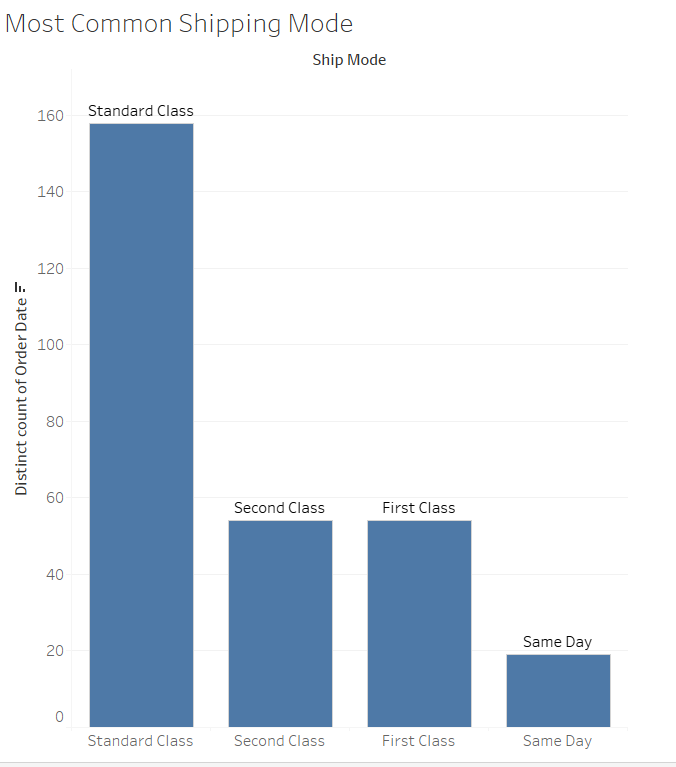 Most Common Shipping Mode
Ship Mode
Distinct count of Order Date
160
140
120
100
80
60
40
20
0
Standard Class
Second Class
First Class
Same Day
Standard Class
Second Class
First Class
Same Day